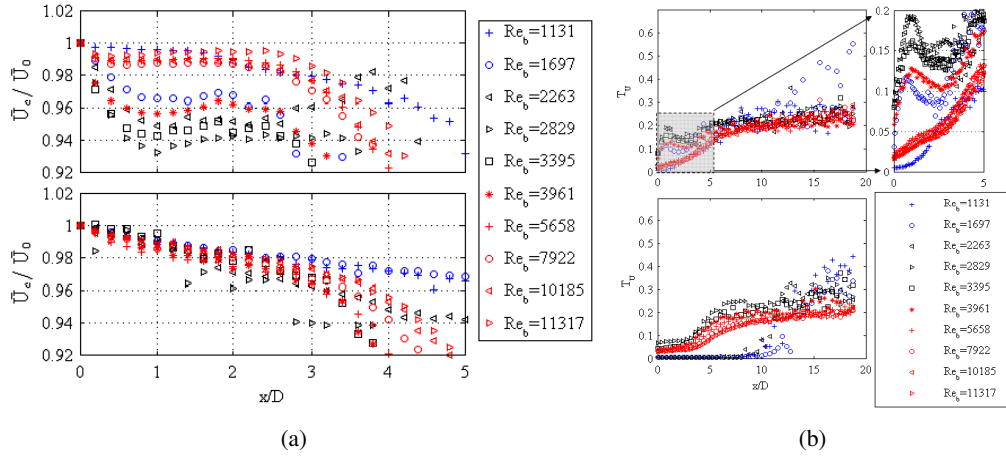 1.02
1
0.98
0.96
0.94
0.92
Ū_c / Ū_0
1.02
1
0.98
0.96
0.94
0.92
Ū_c / Ū_0
0 1 2 3 4 5
x/D
Re_b=1131
Re_b=1697
Re_b=2263
Re_b=2829
Re_b=3395
Re_b=3961
Re_b=5658
Re_b=7922
Re_b=10185
Re_b=11317
(a)
0.6
0.5
0.4
0.3
0.2
0.1
0
T_U
0 5 10 15 20
0.2
0.15
0.1
0.05
0
0 5
0.6
0.5
0.4
0.3
0.2
0.1
0
T_U
0 5 10 15 20
x/D
Re_b=1131
Re_b=1697
Re_b=2263
Re_b=2829
Re_b=3395
Re_b=3961
Re_b=5658
Re_b=7922
Re_b=10185
Re_b=11317
(b)